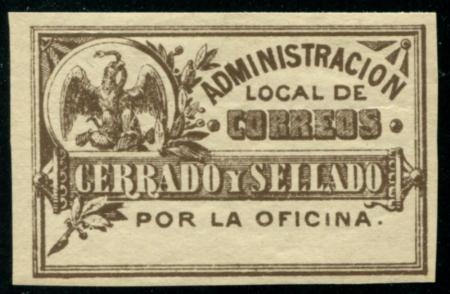 ADMINISTRACION
LOCAL DE
CORREOS
CERRADO Y SELLADO
POR LA OFICINA.